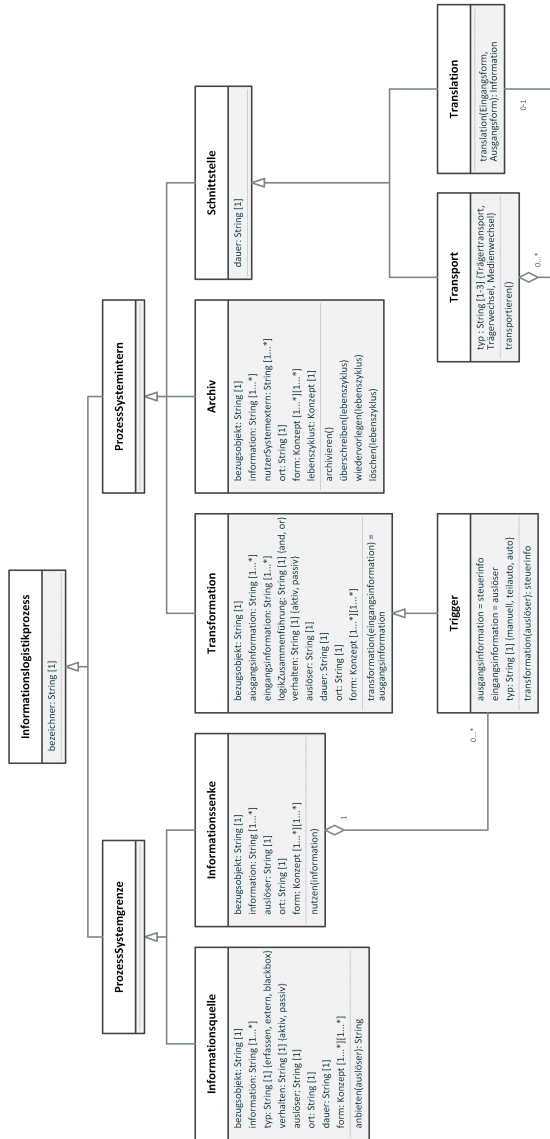 Informationslogistikprozess
bezeichner: String [1]
ProzessSystemgrenze
ProzessSystemintern
Informationsquelle
bezugsobjekt: String [1]
information: String [1...*]
typ: String [1] {erfassen, extern, blackbox}
verhalten: String [1] {aktiv, passiv}
auslöser: String [1]
ort: String [1]
dauer: String [1]
form: Konzept [1...*][1...*]
anbieten(auslöser): String
Informationssenke
bezugsobjekt: String [1]
information: String [1...*]
auslöser: String [1]
ort: String [1]
form: Konzept [1...*][1...*]
nutzen(information)
1
Transformation
bezugsobjekt: String [1]
ausgangsinformation: String [1...*]
eingangsinformation: String [1...*]
logikZusammenführung: String [1] {and, or}
verhalten: String [1] {aktiv, passiv}
auslöser: String [1]
dauer: String [1]
ort: String [1]
form: Konzept [1...*][1...*]
transformation(eingangsinformation) =
ausgangsinformation
Archiv
bezugsobjekt: String [1]
information: String [1...*]
nutzerSystemextern: String [1...*]
ort: String [1]
form: Konzept [1...*][1...*]
lebenszyklust: Konzept [1]
archivieren()
überschreiben(lebenszyklus)
wiedervorlegen(lebenszyklus)
löschen(lebenszyklus)
Schnittstelle
dauer: String [1]
Trigger
ausgangsinformation = steuerinfo
eingangsinformation = auslöser
typ: String [1] {manuell, teilauto, auto}
transformation(auslöser): steuerinfo
0...*
Transport
typ : String [1-3] {Trägertransport,
Trägerwechsel, Medienwechsel}
transportieren()
0...*
Translation
translation(Eingangsform,
Ausgangsform): Information
0-1